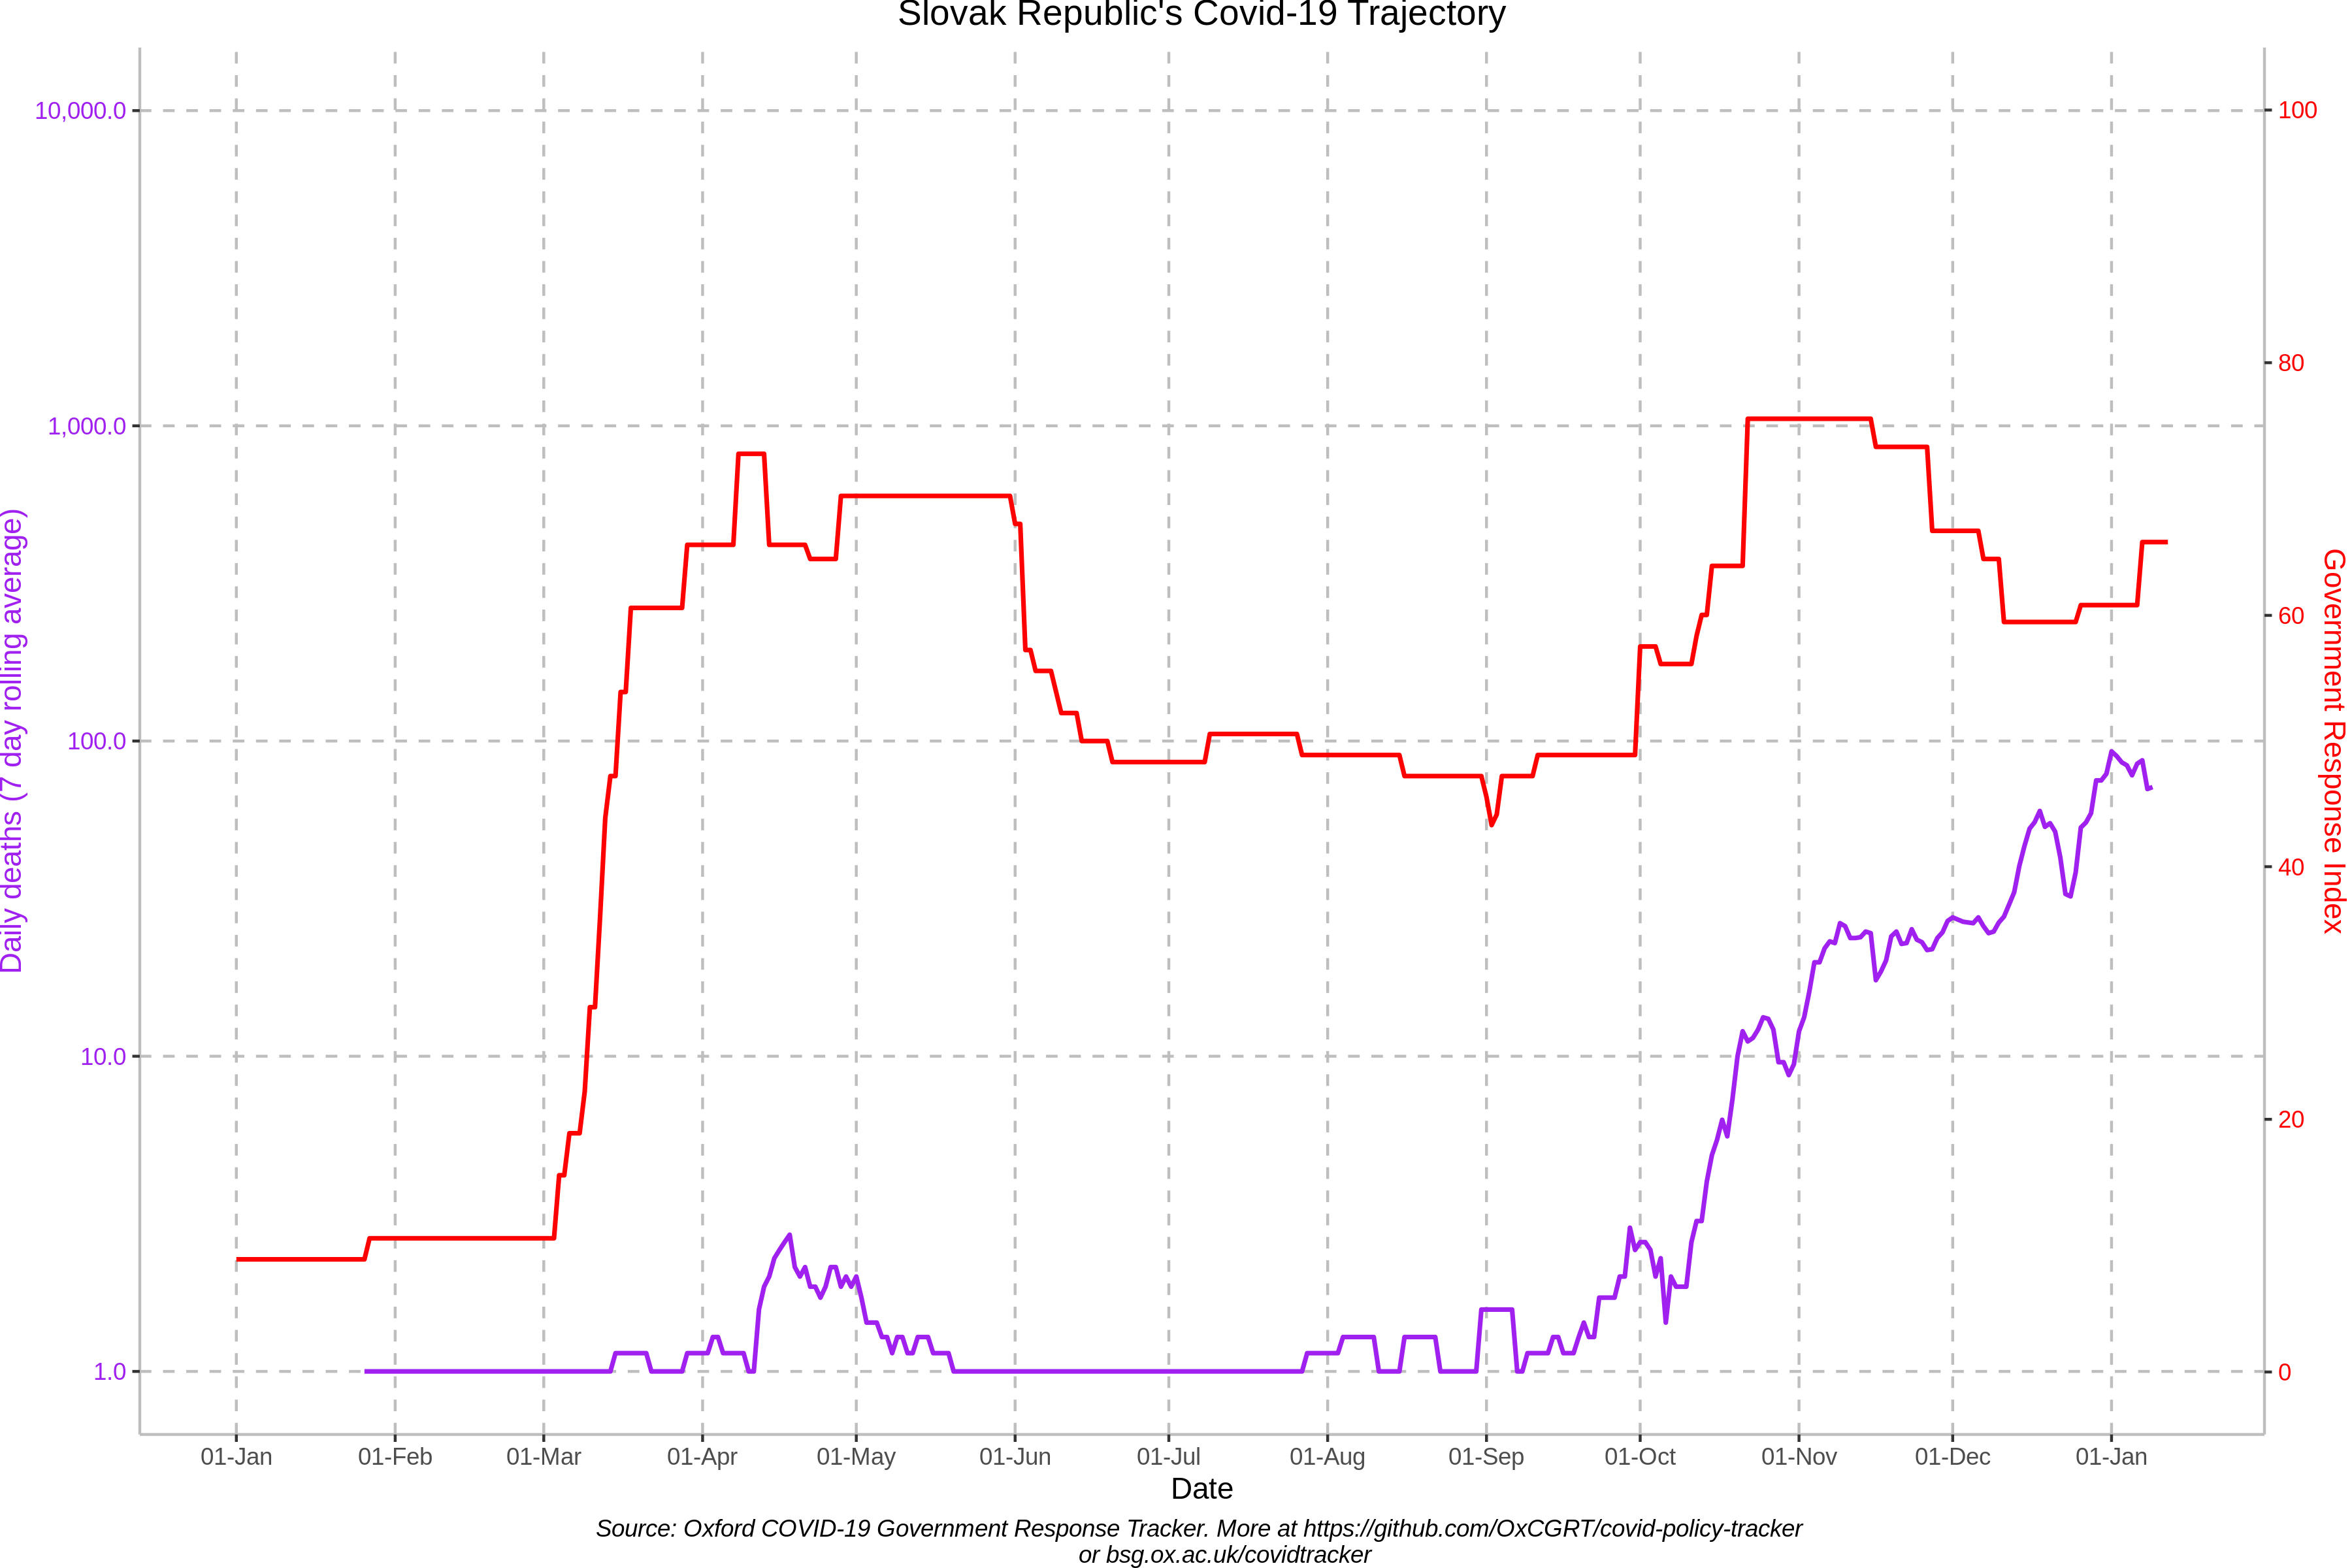 Slovak Republic's Covid-19 Trajectory
10,000.0
1,000.0
100.0
10.0
1.0
Daily deaths (7 day rolling average)
100
80
60
40
20
0
Government Response Index
01-Jan 01-Feb 01-Mar 01-Apr 01-May 01-Jun 01-Jul 01-Aug 01-Sep 01-Oct 01-Nov 01-Dec 01-Jan
Date
Source: Oxford COVID-19 Government Response Tracker. More at https://github.com/OxCGRT/covid-policy-tracker
or bsg.ox.ac.uk/covidtracker